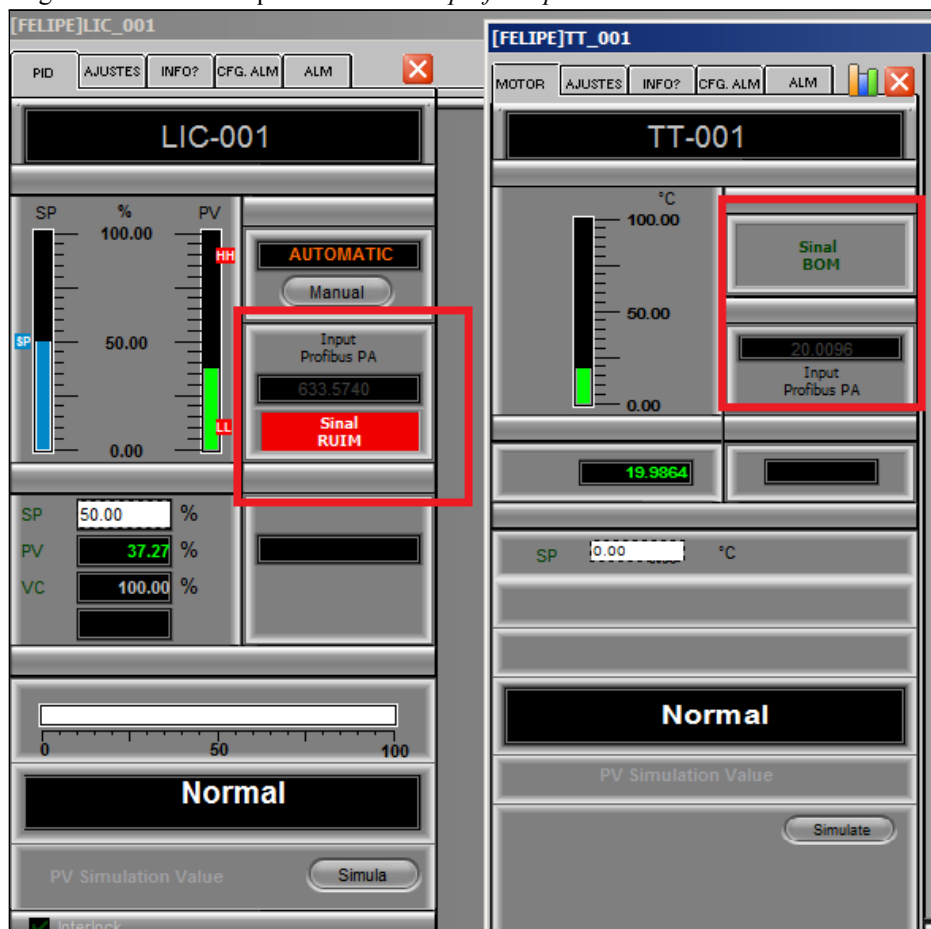 [FELIPE]LIC_001
PID AJUSTES INFO? CFG. ALM ALM
LIC-001
SP % PV
100.00
HH
AUTOMATIC
Manual
SP
50.00
Input
Profibus PA
633.5740
Sinal
RUIM
LL
0.00
SP 50.00 %
PV 37.27 %
VC 100.00 %
0 50 100
Normal
PV Simulation Value Simula
Interlock
[FELIPE]TT_001
MOTOR AJUSTES INFO? CFG. ALM ALM
TT-001
°C
100.00
Sinal
BOM
50.00
20.0096
Input
Profibus PA
0.00
19.9864
SP 0.00 °C
Normal
PV Simulation Value
Simulate